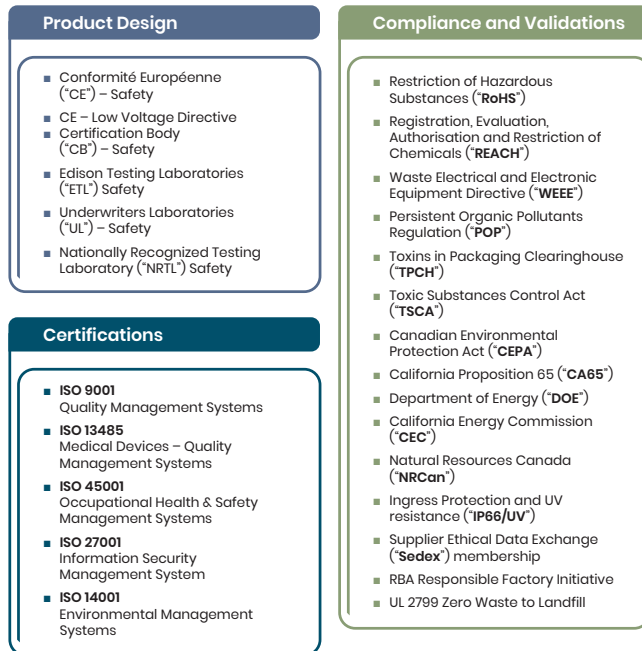 Product Design
■ Conformité Européenne
(“CE”) – Safety
■ CE – Low Voltage Directive
■ Certification Body
(“CB”) – Safety
■ Edison Testing Laboratories
(“ETL”) Safety
■ Underwriters Laboratories
(“UL”) – Safety
■ Nationally Recognized Testing
Laboratory (“NRTL”) Safety
Certifications
■ ISO 9001
Quality Management Systems
■ ISO 13485
Medical Devices – Quality
Management Systems
■ ISO 45001
Occupational Health & Safety
Management Systems
■ ISO 27001
Information Security
Management System
■ ISO 14001
Environmental Management
Systems
Compliance and Validations
■ Restriction of Hazardous
Substances (“RoHS”)
■ Registration, Evaluation,
Authorisation and Restriction of
Chemicals (“REACH”)
■ Waste Electrical and Electronic
Equipment Directive (“WEEE”)
■ Persistent Organic Pollutants
Regulation (“POP”)
■ Toxins in Packaging Clearinghouse
(“TPCH”)
■ Toxic Substances Control Act
(“TSCA”)
■ Canadian Environmental
Protection Act (“CEPA”)
■ California Proposition 65 (“CA65”)
■ Department of Energy (“DOE”)
■ California Energy Commission
(“CEC”)
■ Natural Resources Canada
(“NRCan”)
■ Ingress Protection and UV
resistance (“IP66/UV”)
■ Supplier Ethical Data Exchange
(“Sedex”) membership
■ RBA Responsible Factory Initiative
■ UL 2799 Zero Waste to Landfill